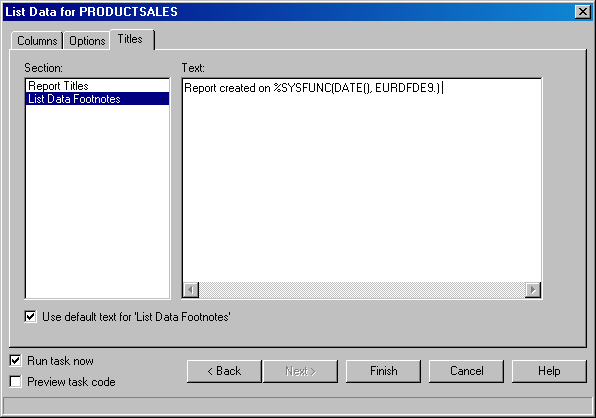 List Data for PRODUCTSALES
Columns Options Titles
Section: Text:
Report Titles
List Data Footnotes
Report created on %SYSFUNC(DATE(), EURDFDE9.)
Use default text for 'List Data Footnotes'
Run task now
Preview task code
< Back Next > Finish Cancel Help